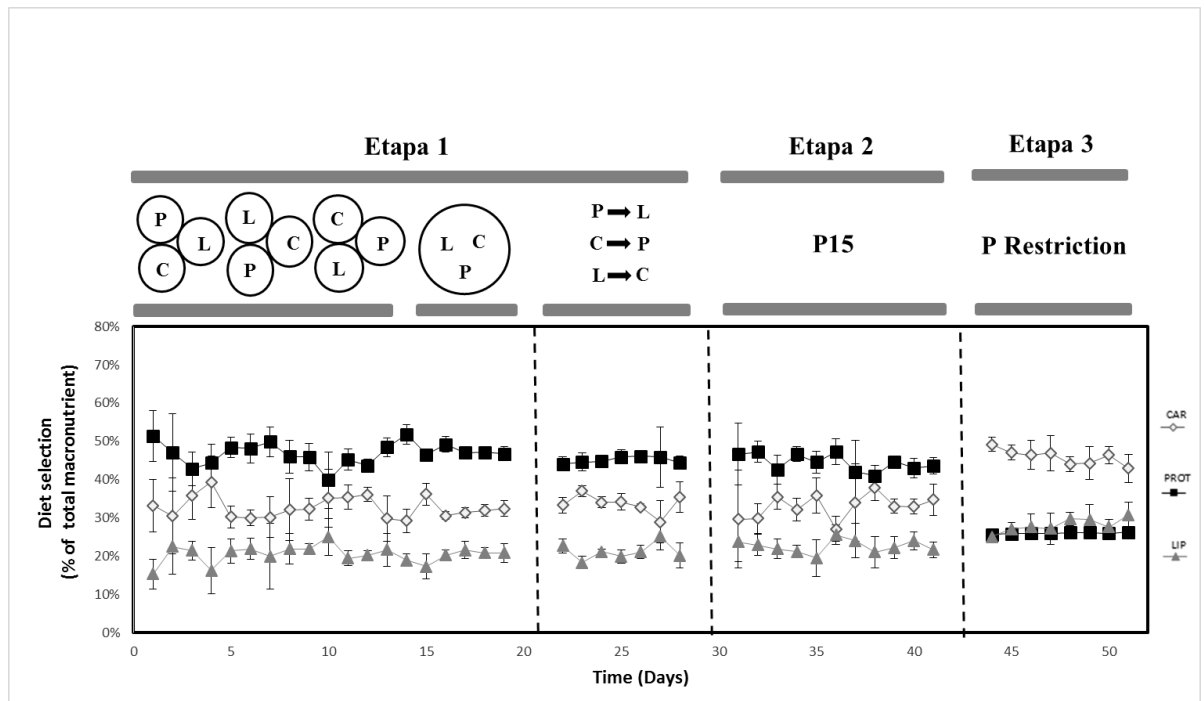 Etapa 1
Etapa 2
Etapa 3
P
L
C
L
C
P
C
P
L
L C
P
P ➡ L
C ➡ P
L ➡ C
P15
P Restriction
80%
70%
60%
50%
40%
30%
20%
10%
0%
Diet selection
(% of total macronutrient)
0 5 10 15 20 25 30 35 40 45 50
Time (Days)
CAR
PROT
LIP